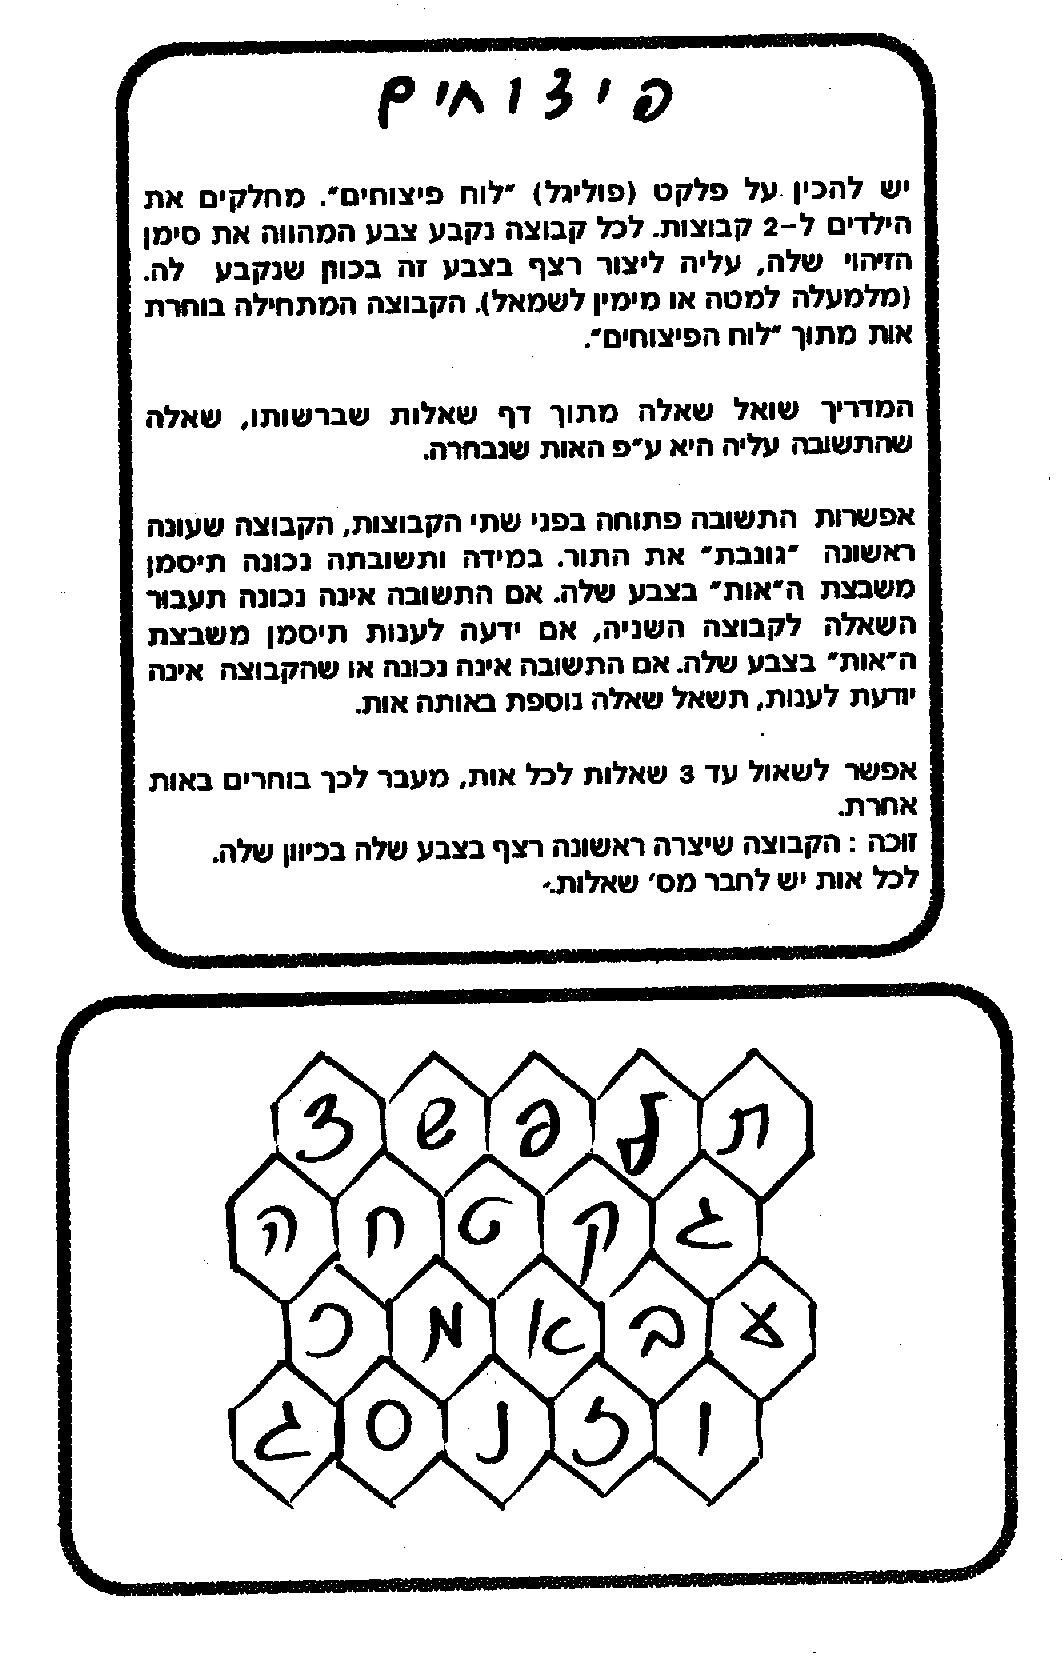 פיצוחים
יש להכין על פלקט (פוליגל) "לוח פיצוחים". מחלקים את
הילדים ל-2 קבוצות. לכל קבוצה נקבע צבע המהווה את סימן
הזיהוי שלה, עליה ליצור רצף בצבע זה בכוון שנקבע לה.
(מלמעלה למטה או מימין לשמאל). הקבוצה המתחילה בוחרת
אות מתוך "לוח הפיצוחים".
המדריך שואל שאלה מתוך דף שאלות שברשותו, שאלה
שהתשובה עליה היא ע"פ האות שנבחרה.
אפשרות התשובה פתוחה בפני שתי הקבוצות, הקבוצה שעונה
ראשונה "גונבת" את התור. במידה ותשובתה נכונה תיסמן
משבצת ה"אות" בצבע שלה. אם התשובה אינה נכונה תעבור
השאלה לקבוצה השניה, אם ידעה לענות תיסמן משבצת
ה"אות" בצבע שלה. אם התשובה אינה נכונה או שהקבוצה אינה
יודעת לענות, תשאל שאלה נוספת באותה אות.
אפשר לשאול עד 3 שאלות לכל אות, מעבר לכך בוחרים באות
אחרת.
זוכה : הקבוצה שיצרה ראשונה רצף בצבע שלה בכיוון שלה.
לכל אות יש לחבר מס' שאלות.
ת ל פ ש צ
ג ק ט ח ה
ע ב א מ כ
ו ז נ ס ג